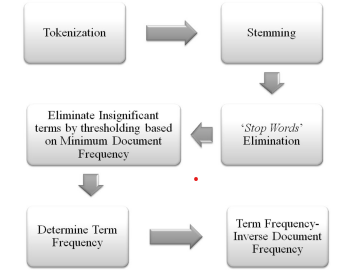 Tokenization
Stemming
Eliminate Insignificant
terms by thresholding based
on Minimum Document
Frequency
‘Stop Words’
Elimination
Determine Term
Frequency
Term Frequency-
Inverse Document
Frequency